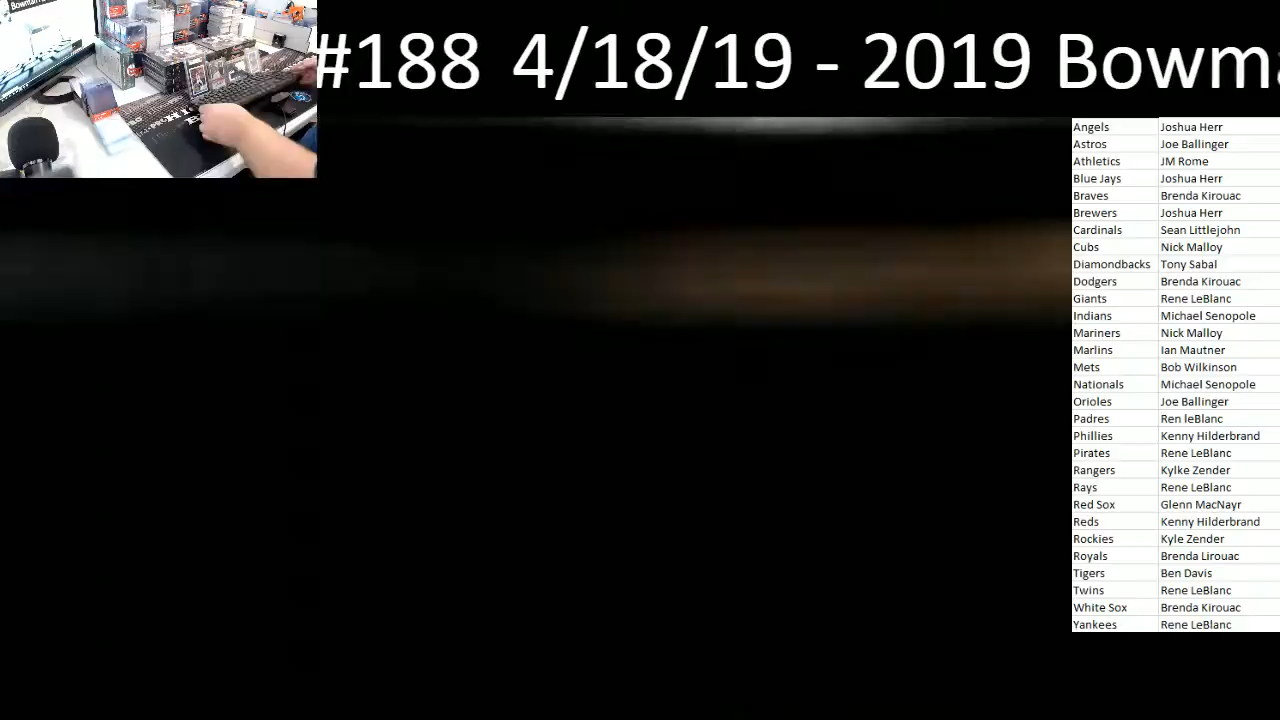 Bowman
#188 4/18/19 - 2019 Bowma
Angels Joshua Herr
Astros Joe Ballinger
Athletics JM Rome
Blue Jays Joshua Herr
Braves Brenda Kirouac
Brewers Joshua Herr
Cardinals Sean Littlejohn
Cubs Nick Malloy
Diamondbacks Tony Sabal
Dodgers Brenda Kirouac
Giants Rene LeBlanc
Indians Michael Senopole
Mariners Nick Malloy
Marlins Ian Mautner
Mets Bob Wilkinson
Nationals Michael Senopole
Orioles Joe Ballinger
Padres Ren leBlanc
Phillies Kenny Hilderbrand
Pirates Rene LeBlanc
Rangers Kylke Zender
Rays Rene LeBlanc
Red Sox Glenn MacNayr
Reds Kenny Hilderbrand
Rockies Kyle Zender
Royals Brenda Lirouac
Tigers Ben Davis
Twins Rene LeBlanc
White Sox Brenda Kirouac
Yankees Rene LeBlanc